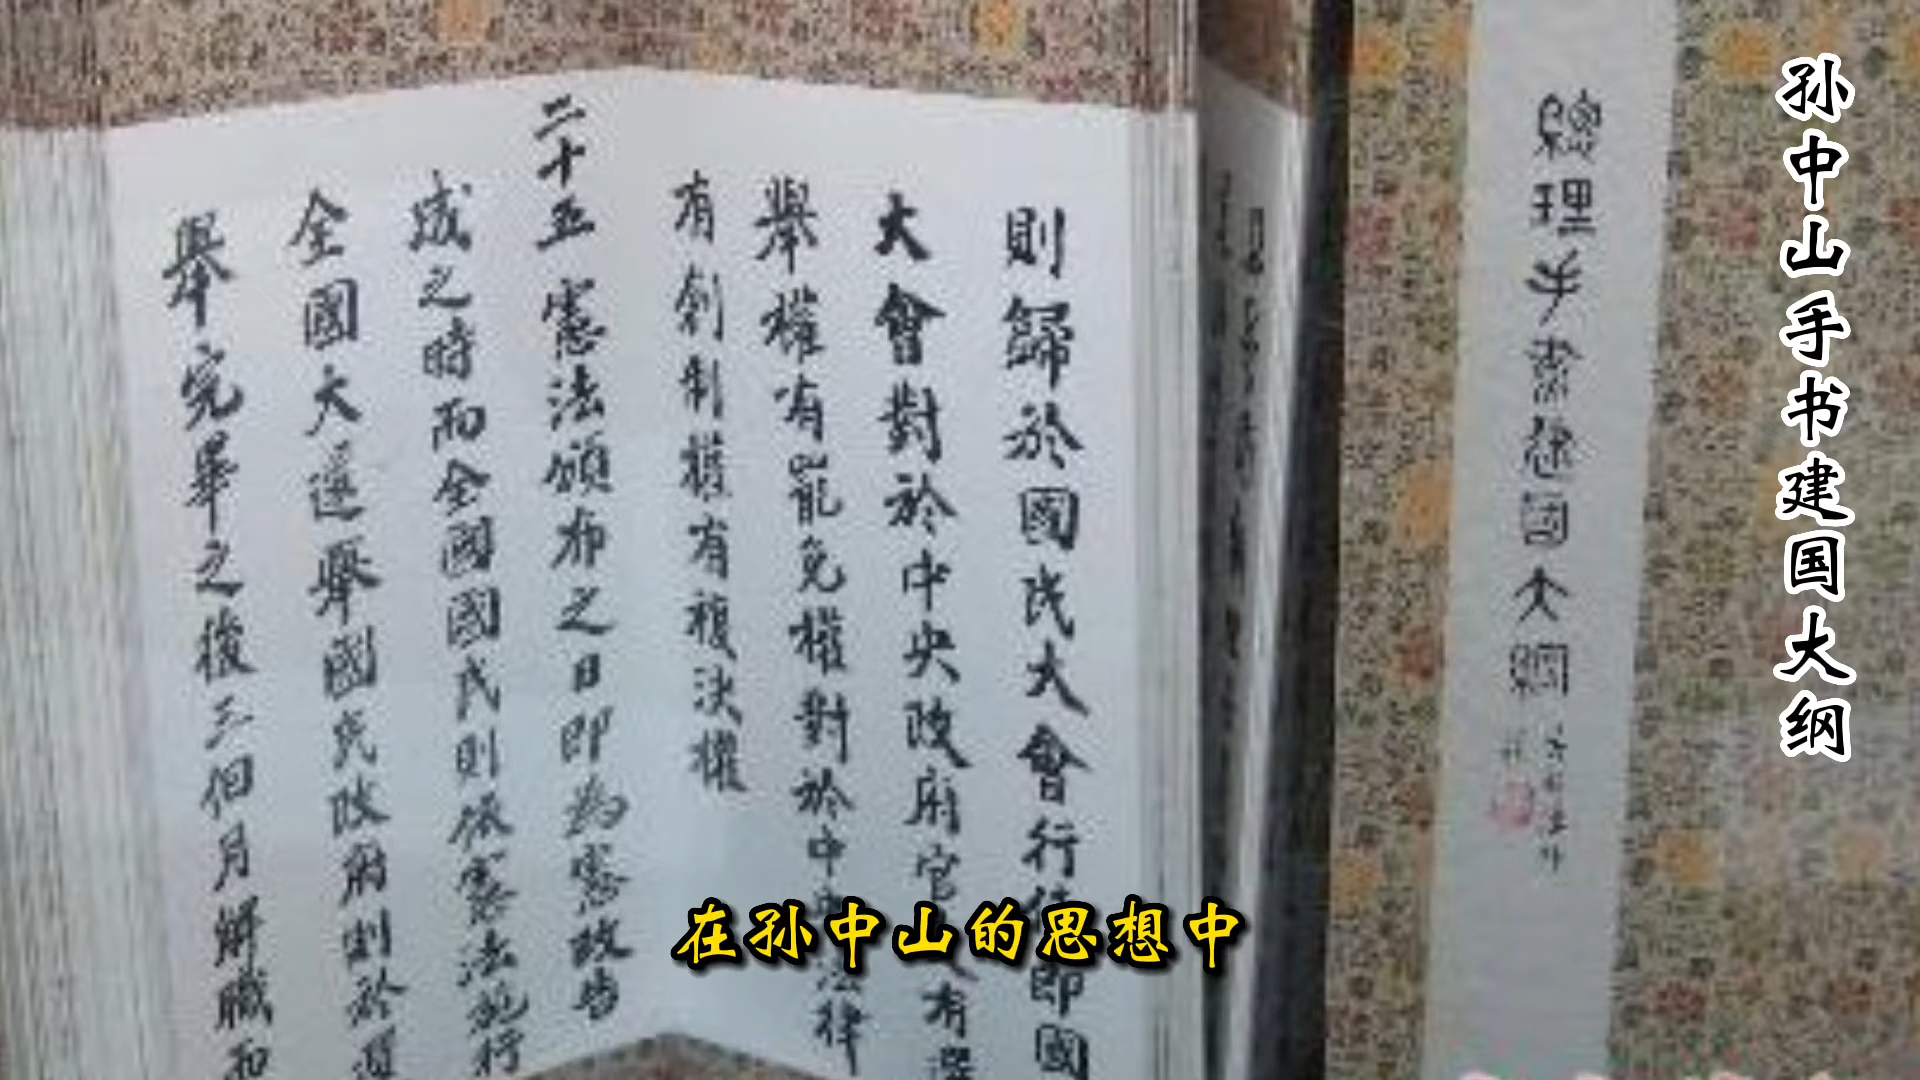 孙中山手书建国大纲
總理手書建國大綱
則歸於國民大會行使即國
大會對於中央政府官員有選
舉權有罷免權對於中央法律
有創制權有複決權
二十五 憲法頒布之日即為憲政告
成之時而全國國民則依憲法施行
全國大選舉國民政府則於選
舉完畢之後三個月解職而
在孙中山的思想中